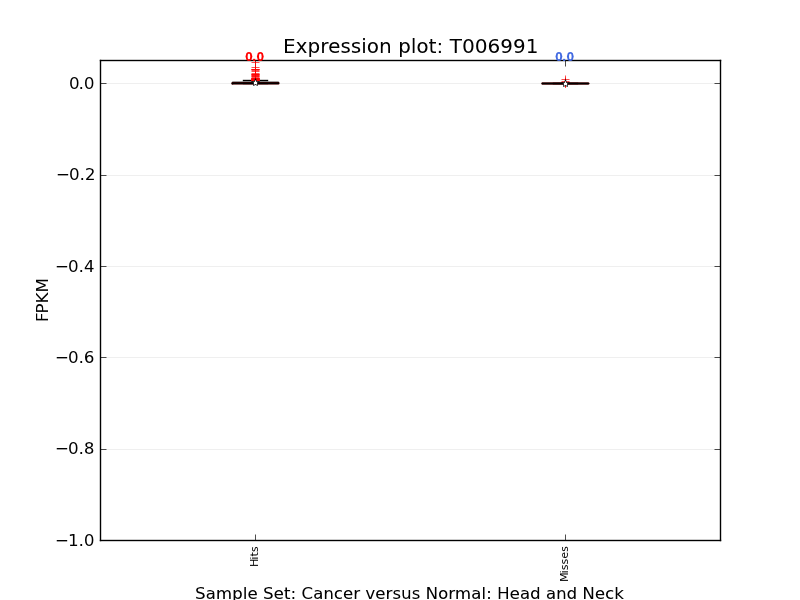 Expression plot: T006991
0.0 0.0
0.0
−0.2
−0.4
−0.6
−0.8
−1.0
FPKM
Hits
Misses
Sample Set: Cancer versus Normal: Head and Neck